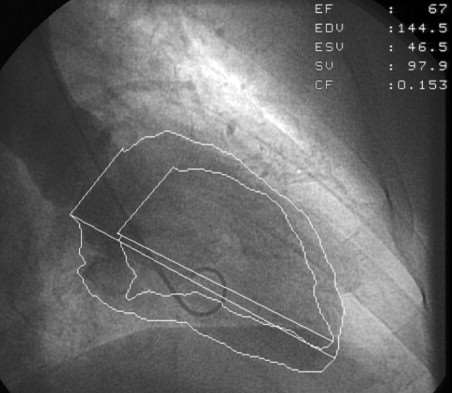 EF : 67
EDV :144.5
ESV : 46.5
SV : 97.9
CF :0.153